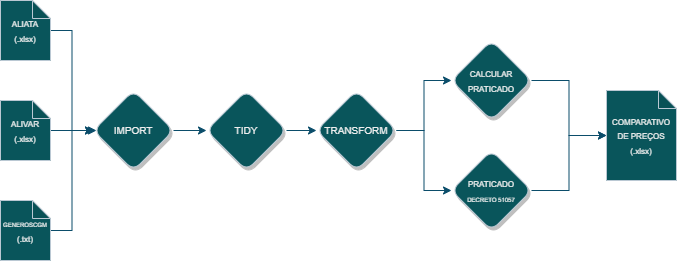 ALIATA
(.xlsx)
ALIVAR
(.xlsx)
GENEROSCGM
(.txt)
IMPORT
TIDY
TRANSFORM
CALCULAR
PRATICADO
PRATICADO
DECRETO 51057
COMPARATIVO
DE PREÇOS
(.xlsx)